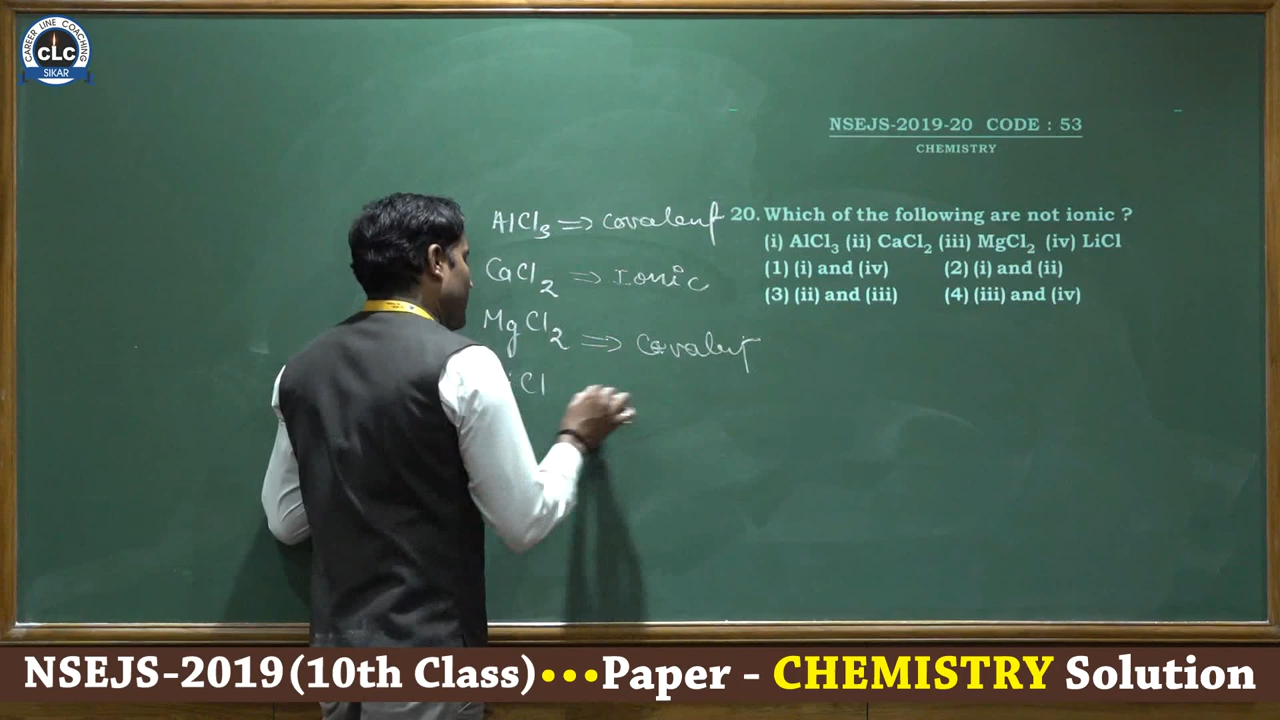 CAREER LINE COACHING
CLC
SIKAR
NSEJS-2019-20 CODE : 53
CHEMISTRY
AlCl₃ ⇒ covalent
CaCl₂ ⇒ Ionic
MgCl₂ ⇒ Covalent
iCl
20. Which of the following are not ionic ?
(i) AlCl₃ (ii) CaCl₂ (iii) MgCl₂ (iv) LiCl
(1) (i) and (iv) (2) (i) and (ii)
(3) (ii) and (iii) (4) (iii) and (iv)
NSEJS-2019(10th Class)•••Paper - CHEMISTRY Solution